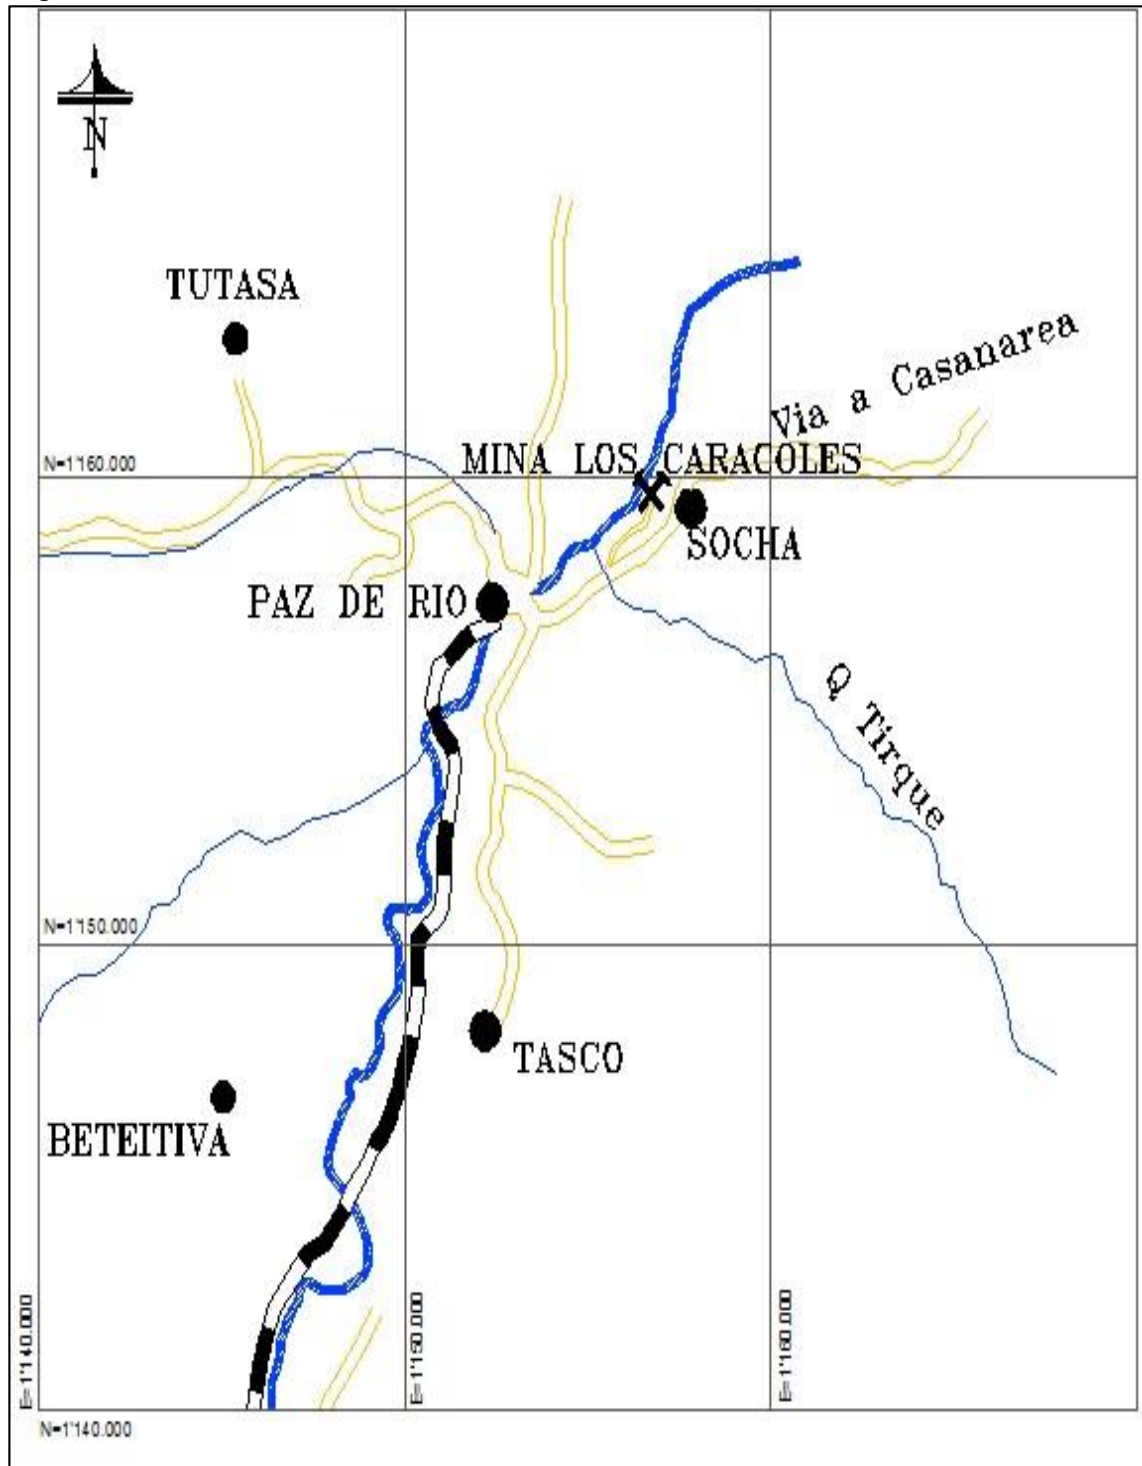 N
TUTASA
Via a Casanarea
N=1'160.000
MINA LOS CARACOLES
SOCHA
PAZ DE RIO
Q Tirque
N=1'150.000
TASCO
BETEITIVA
E=1'140.000
E=1'150.000
E=1'160.000
N=1'140.000